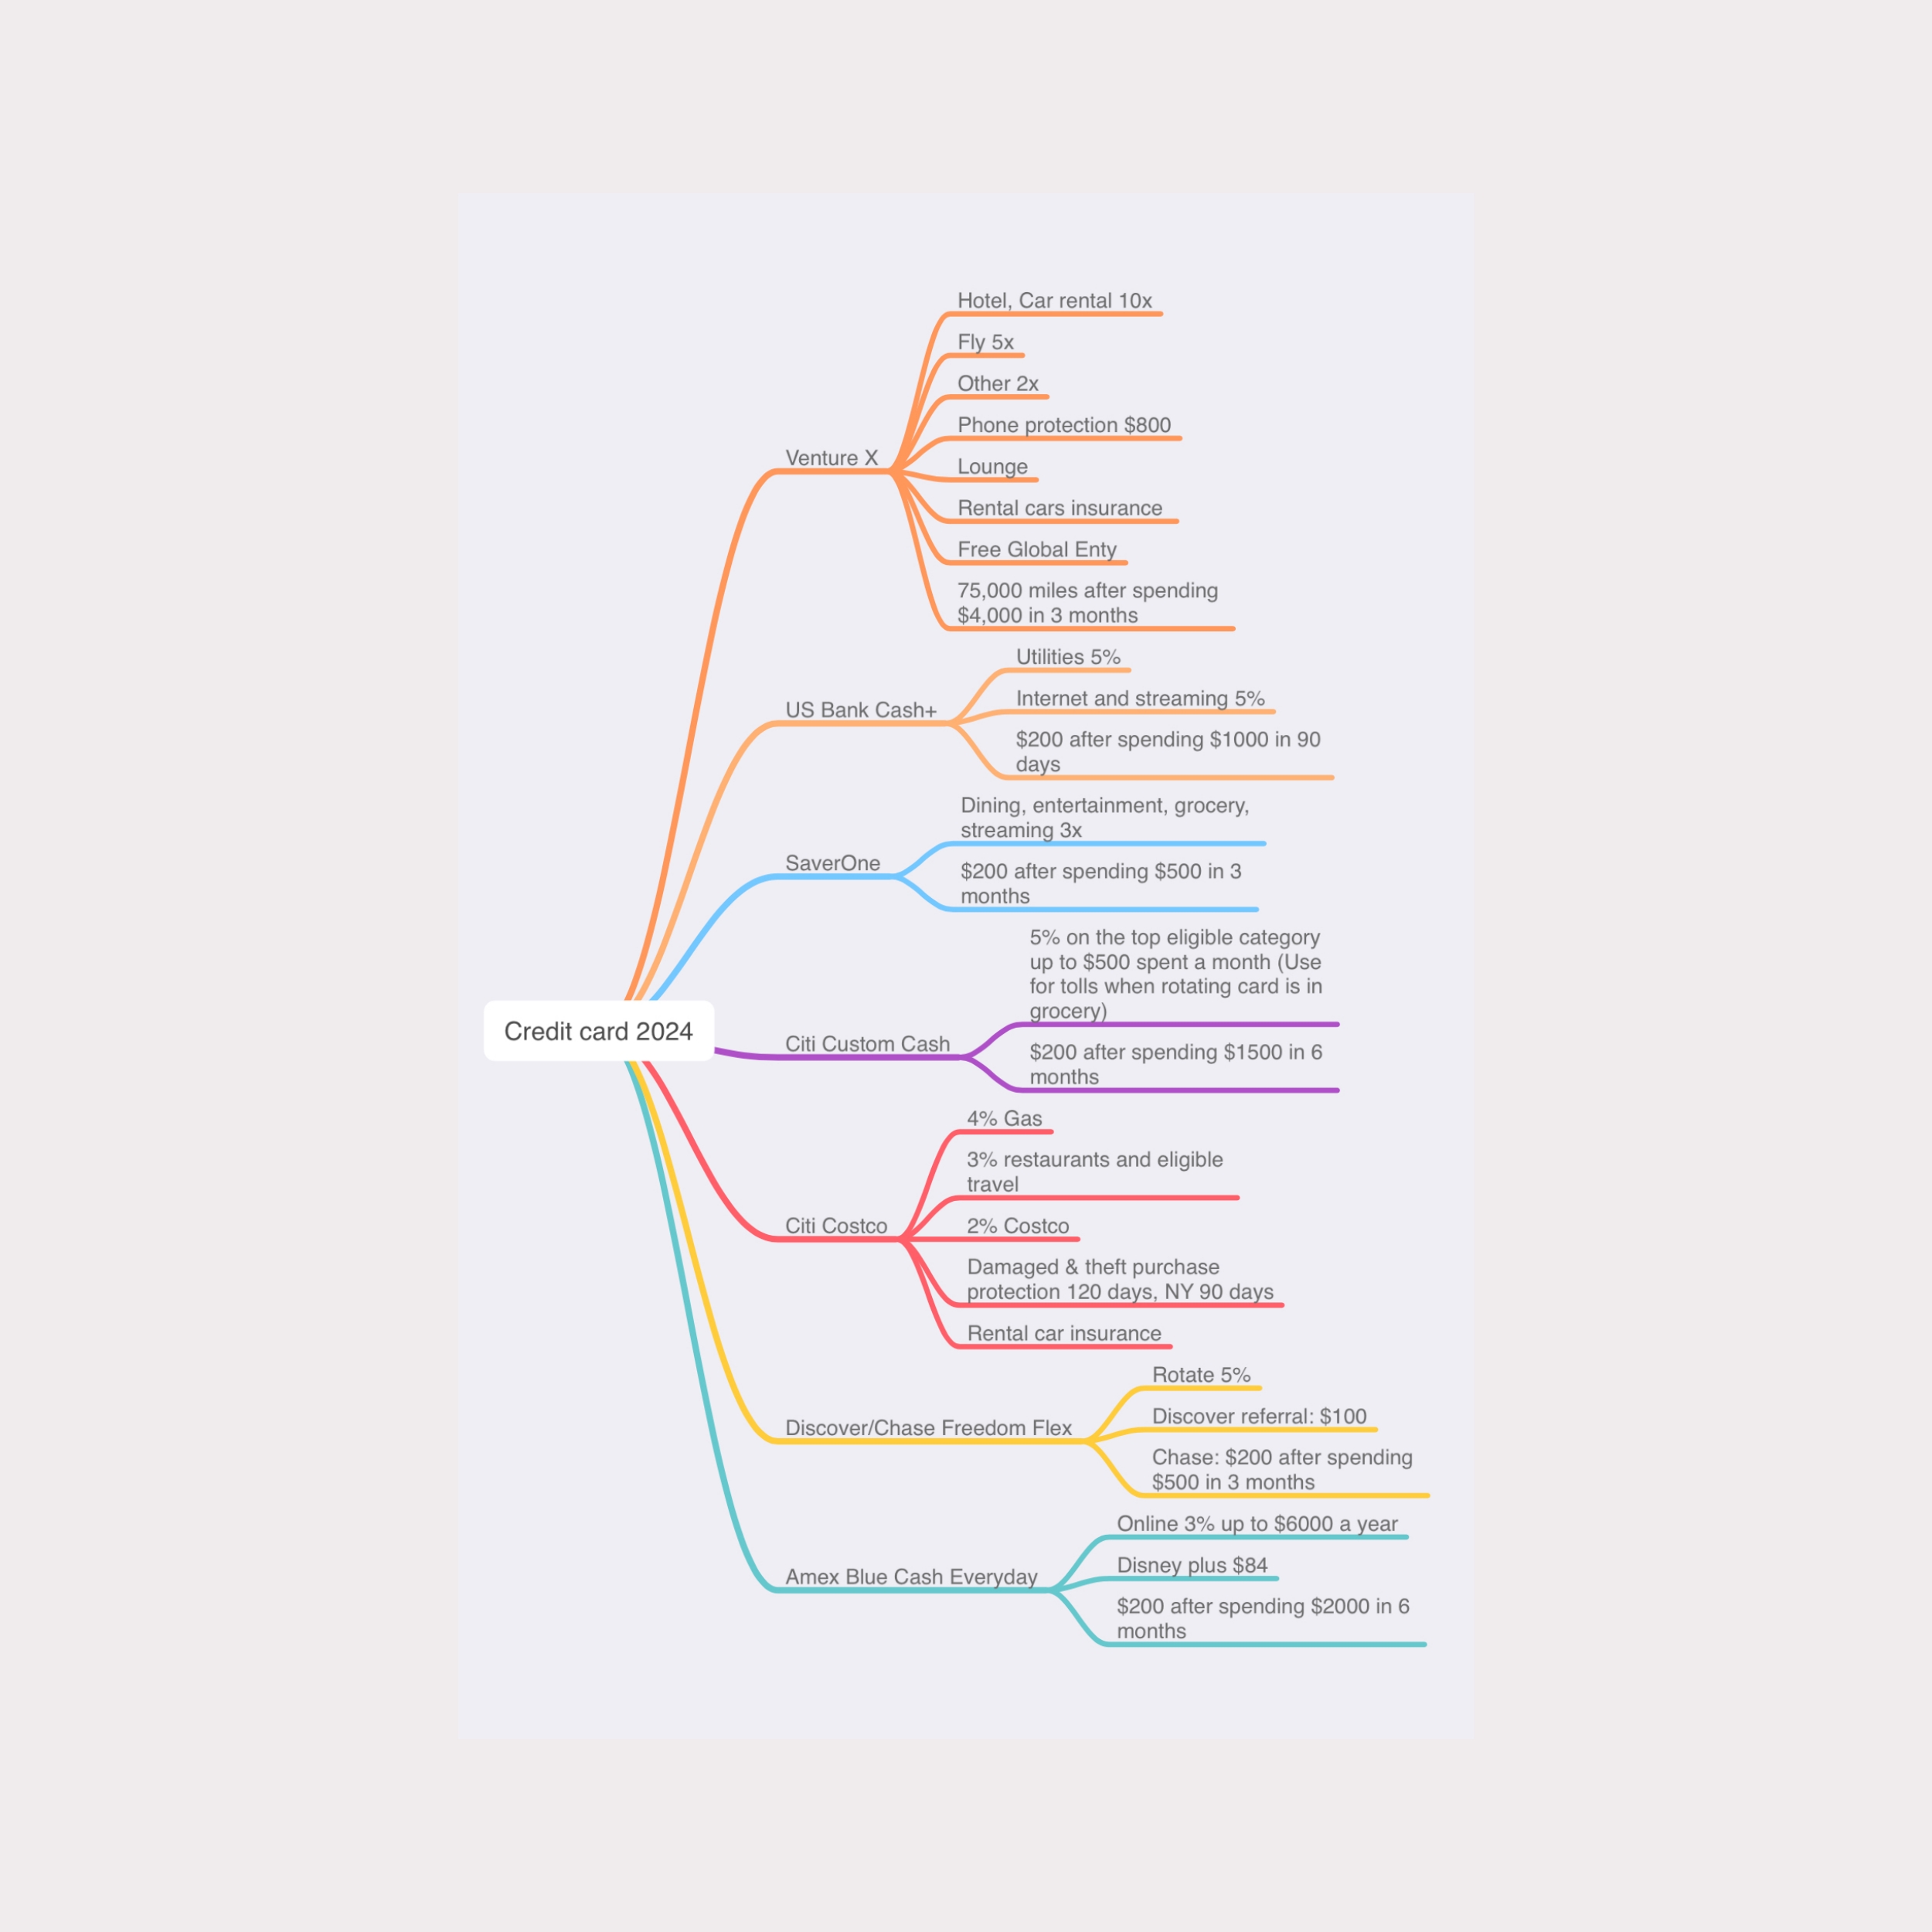 Credit card 2024
Venture X
Hotel, Car rental 10x
Fly 5x
Other 2x
Phone protection $800
Lounge
Rental cars insurance
Free Global Enty
75,000 miles after spending
$4,000 in 3 months
US Bank Cash+
Utilities 5%
Internet and streaming 5%
$200 after spending $1000 in 90
days
SaverOne
Dining, entertainment, grocery,
streaming 3x
$200 after spending $500 in 3
months
Citi Custom Cash
5% on the top eligible category
up to $500 spent a month (Use
for tolls when rotating card is in
grocery)
$200 after spending $1500 in 6
months
Citi Costco
4% Gas
3% restaurants and eligible
travel
2% Costco
Damaged & theft purchase
protection 120 days, NY 90 days
Rental car insurance
Discover/Chase Freedom Flex
Rotate 5%
Discover referral: $100
Chase: $200 after spending
$500 in 3 months
Amex Blue Cash Everyday
Online 3% up to $6000 a year
Disney plus $84
$200 after spending $2000 in 6
months